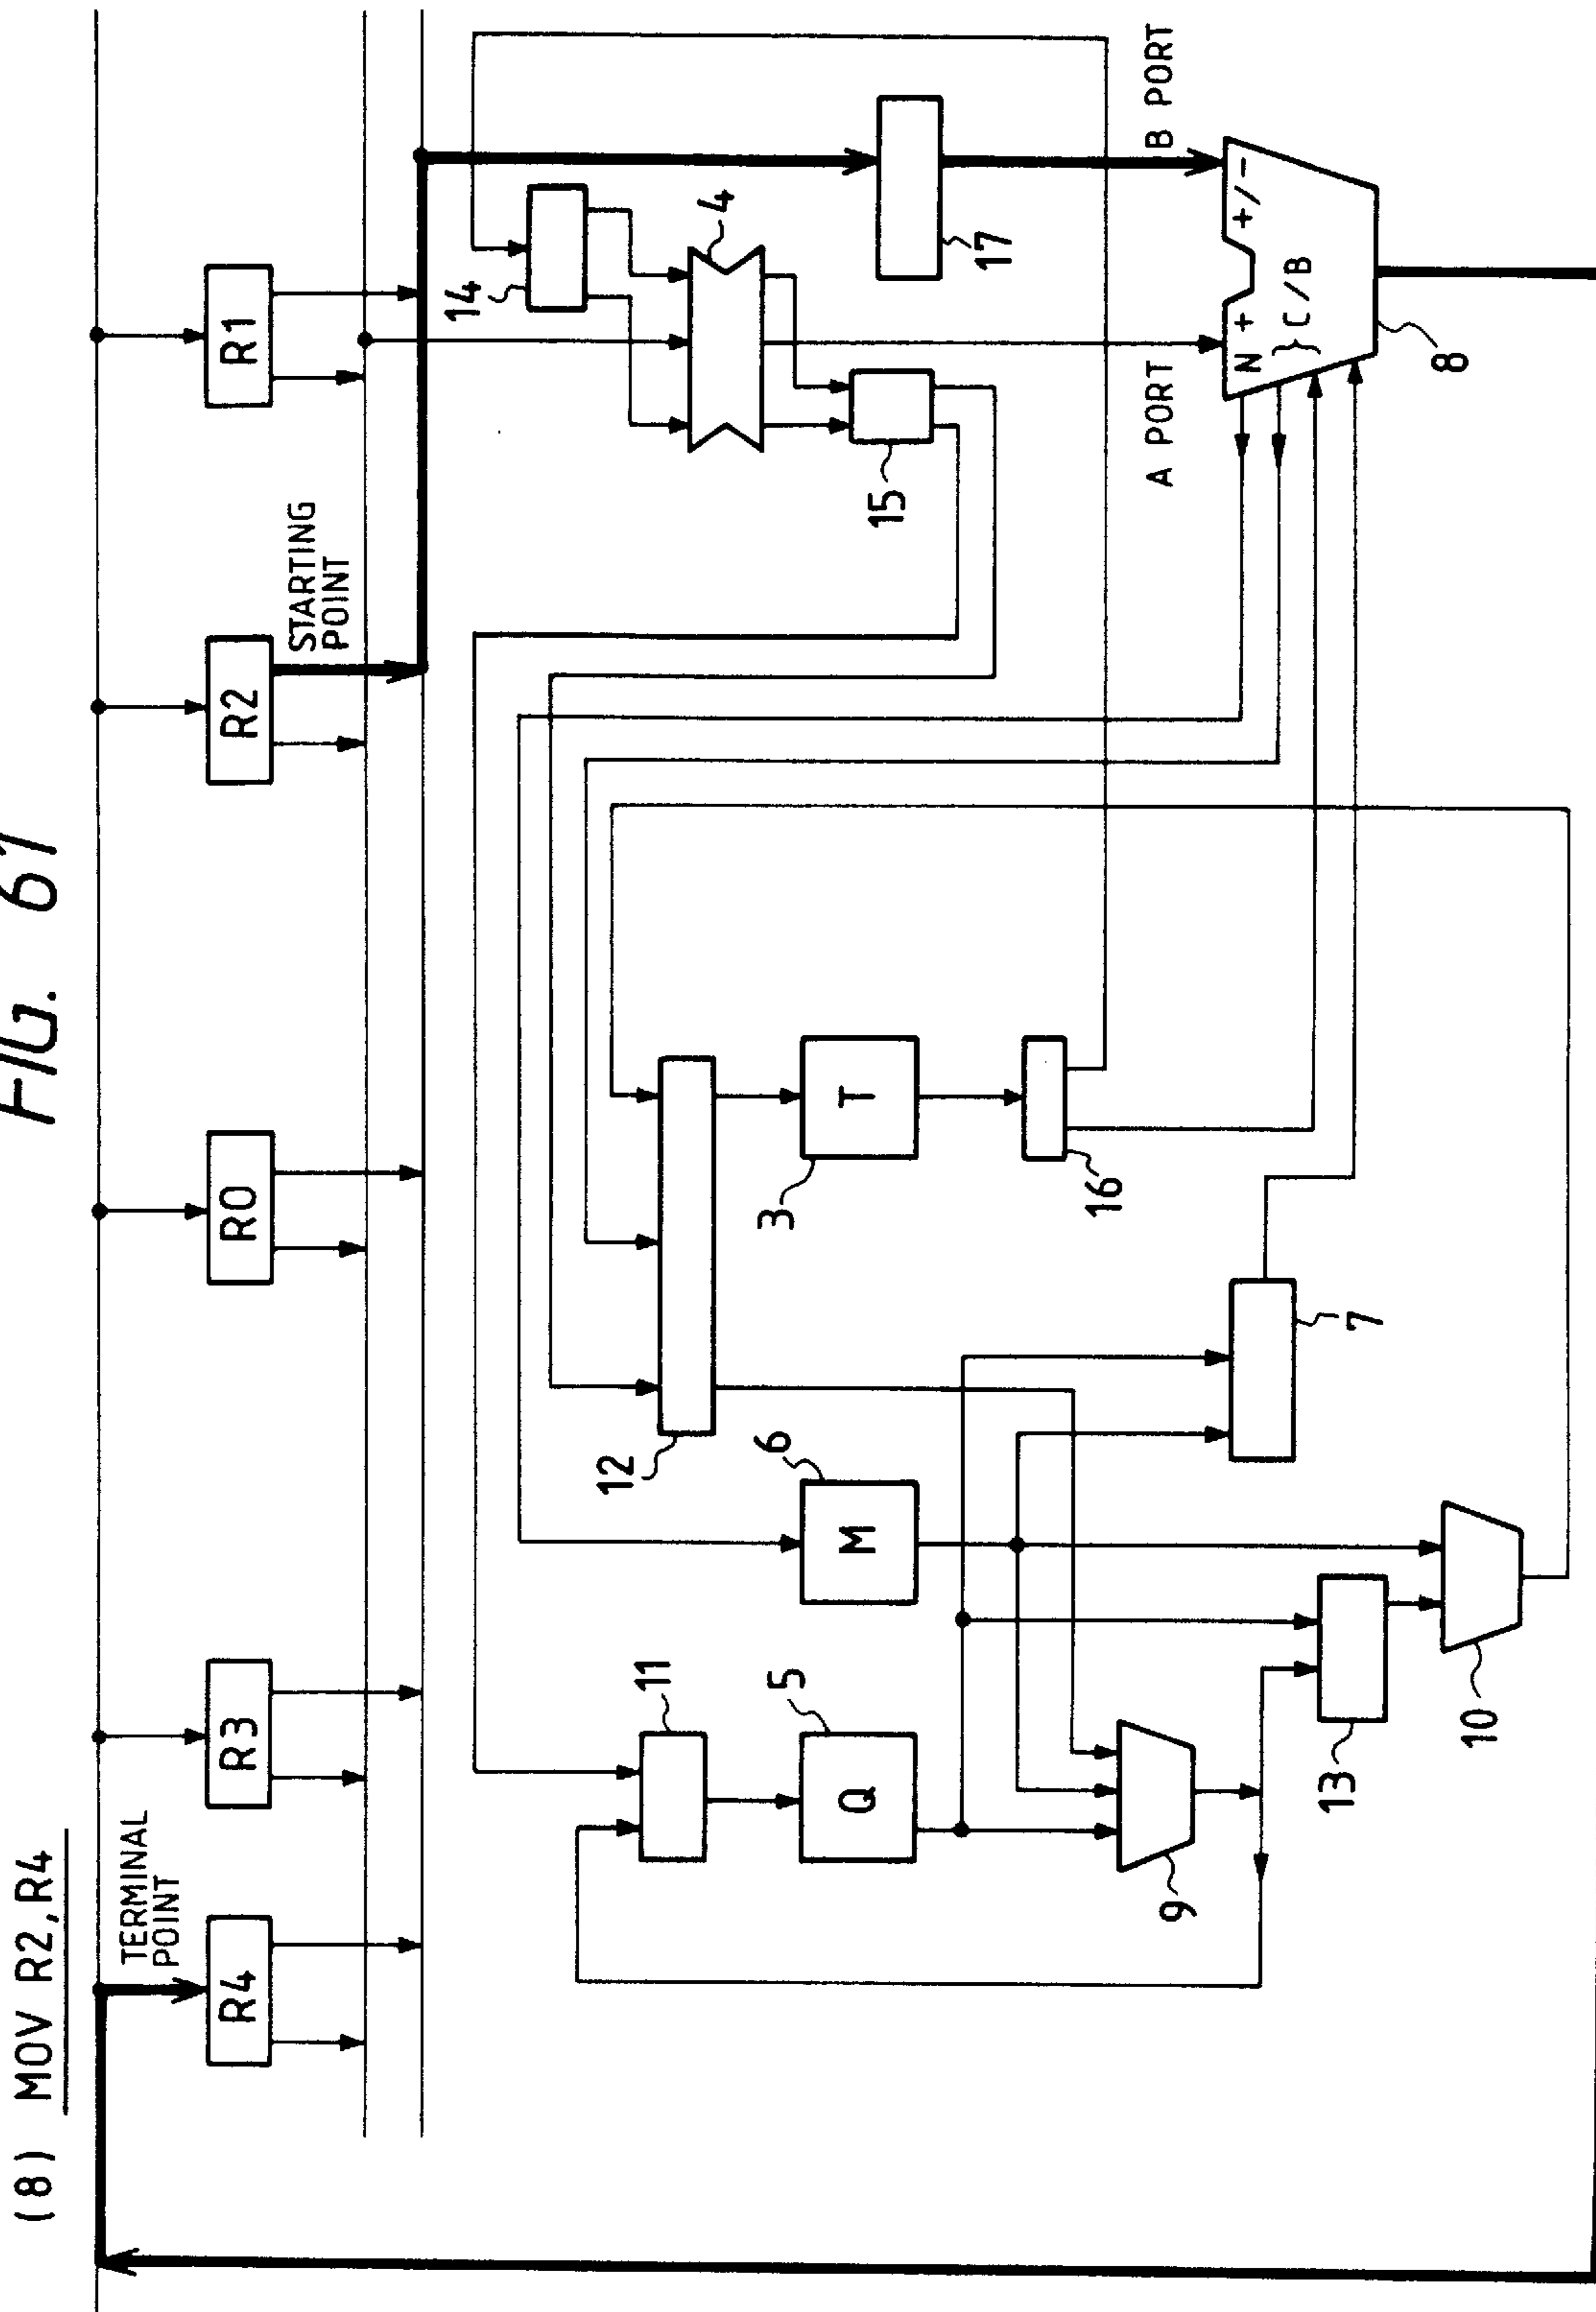 FIG. 61
(8) MOV R2,R4
TERMINAL
POINT
STARTING
POINT
R4
R3
R0
R2
R1
11
5
Q
9
13
10
6
M
12
7
3
T
16
14
4
15
17
A PORT
B PORT
N + +/-
}C/B
8